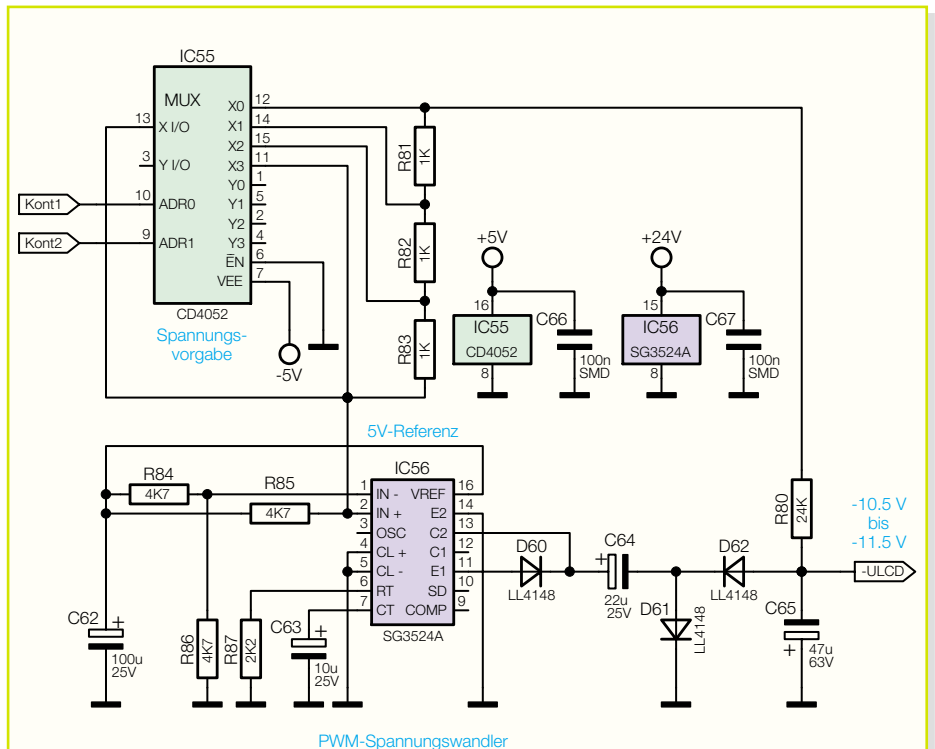 IC55
MUX
13 X I/O
3 Y I/O
10 ADR0
9 ADR1
X0 12
X1 14
X2 15
X3 11
Y0 1
Y1 5
Y2 2
Y3 4
EN 6
VEE 7
CD4052
Spannungs-
vorgabe
Kont1
Kont2
-5V
R81 1K
R82 1K
R83 1K
+5V
16
IC55
CD4052
8
C66
100n
SMD
+24V
15
IC56
SG3524A
8
C67
100n
SMD
5V-Referenz
IC56
1 IN -
2 IN +
3 OSC
4 CL +
5 CL -
6 RT
7 CT
VREF 16
E2 14
C2 13
C1 12
E1 11
SD 10
COMP 9
SG3524A
R84
4K7
R85
4K7
C62
+
100u
25V
R86 4K7
R87 2K2
C63
+
10u
25V
D60
LL4148
C64
+
22u
25V
D61
LL4148
D62
LL4148
R80 24K
-10.5 V
bis
-11.5 V
-ULCD
C65
+
47u
63V
PWM-Spannungswandler